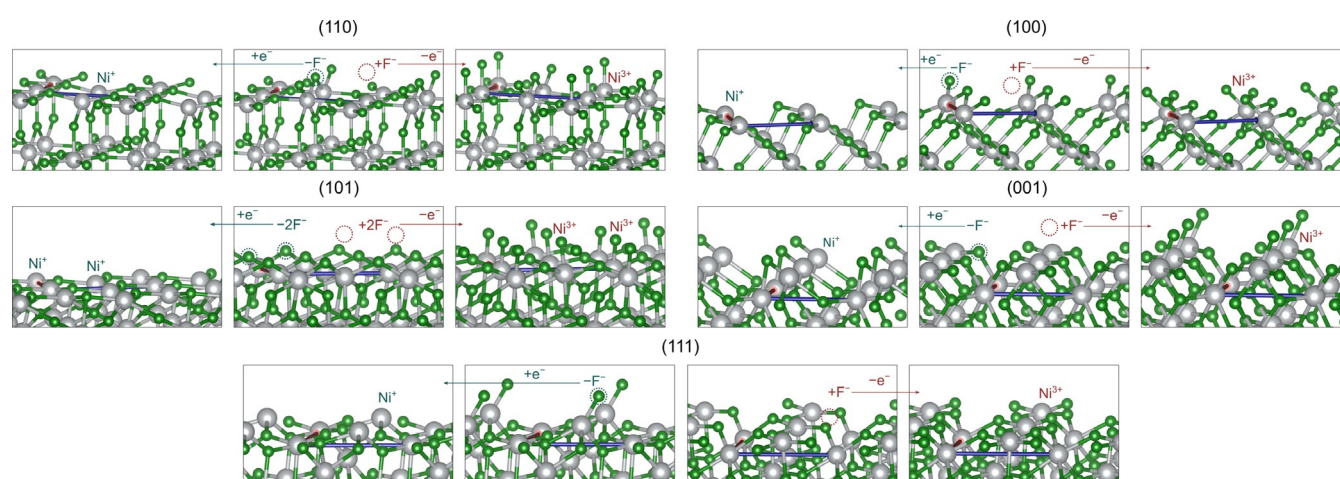 (110)
+e⁻
−F⁻
+F⁻
−e⁻
Ni⁺
Ni³⁺
(100)
+e⁻
−F⁻
+F⁻
−e⁻
Ni⁺
Ni³⁺
(101)
+e⁻
−2F⁻
+2F⁻
−e⁻
Ni⁺
Ni⁺
Ni³⁺
Ni³⁺
(001)
+e⁻
−F⁻
+F⁻
−e⁻
Ni⁺
Ni³⁺
(111)
+e⁻
−F⁻
+F⁻
−e⁻
Ni⁺
Ni³⁺